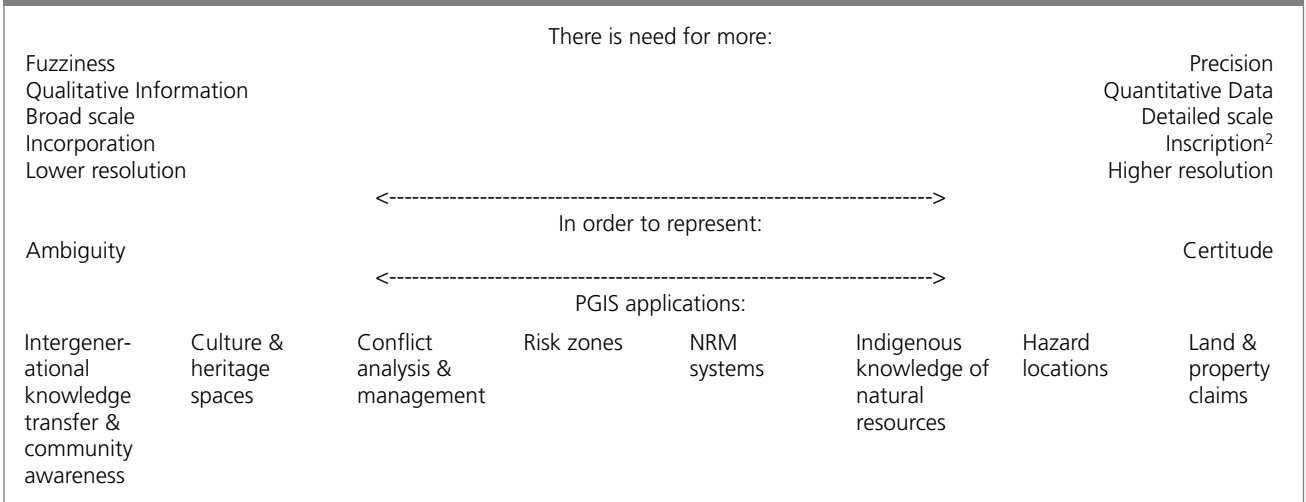 There is need for more:
Fuzziness Precision
Qualitative Information Quantitative Data
Broad scale Detailed scale
Incorporation Inscription²
Lower resolution Higher resolution
<------------------------------------------------------------------------>
In order to represent:
Ambiguity Certitude
<------------------------------------------------------------------------>
PGIS applications:
Intergener-
ational
knowledge
transfer &
community
awareness
Culture &
heritage
spaces
Conflict
analysis &
management
Risk zones
NRM
systems
Indigenous
knowledge of
natural
resources
Hazard
locations
Land &
property
claims